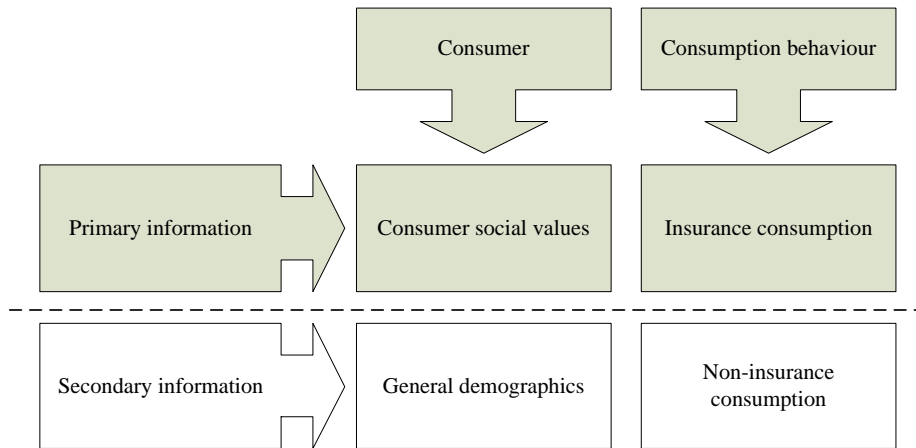 Consumer
Consumption behaviour
Primary information
Consumer social values
Insurance consumption
Secondary information
General demographics
Non-insurance
consumption